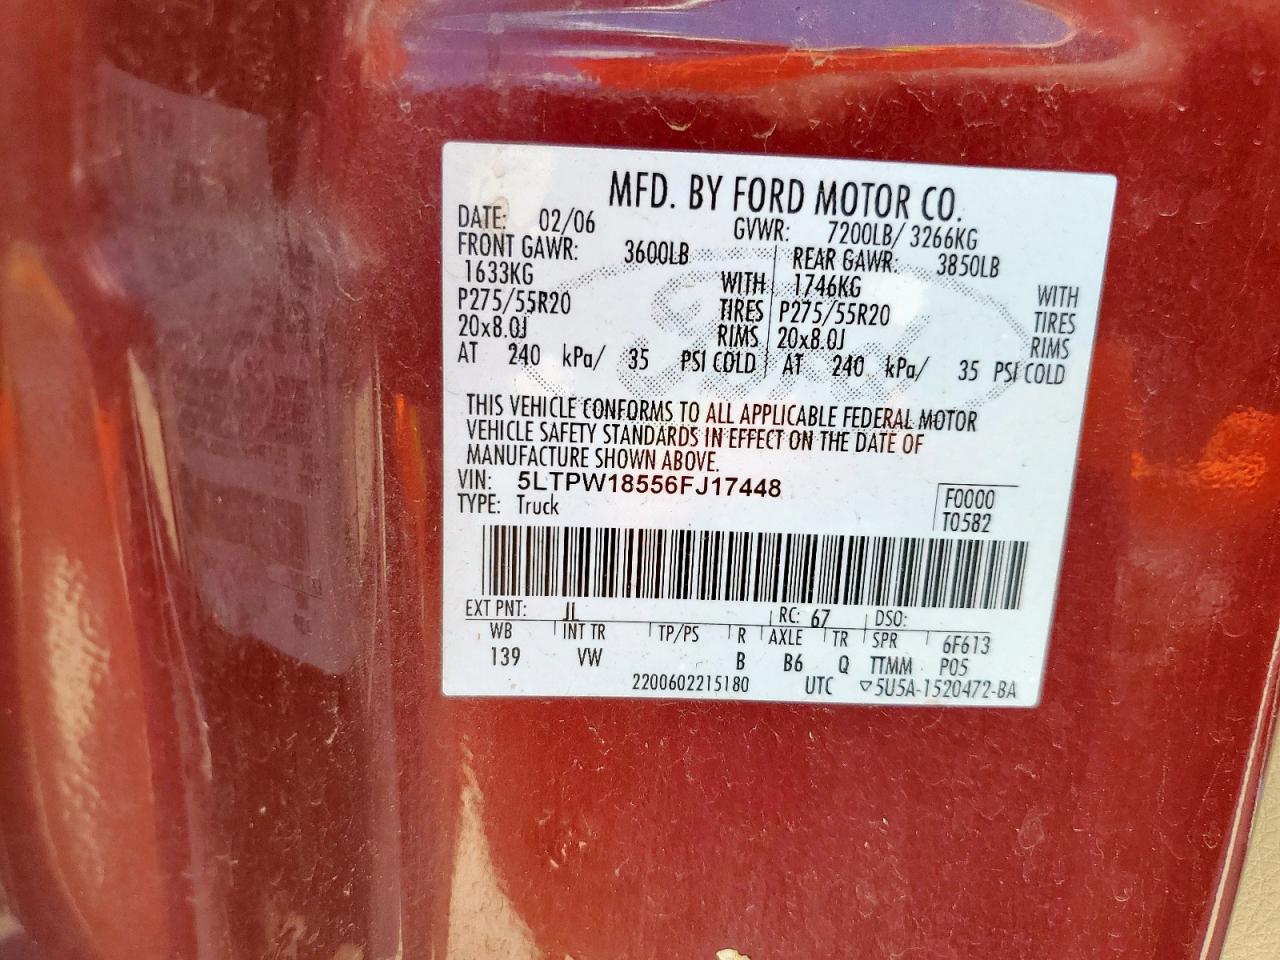 MFD. BY FORD MOTOR CO.
DATE: 02/06 GVWR: 7200LB/ 3266KG
FRONT GAWR: 3600LB REAR GAWR: 3850LB
1633KG WITH 1746KG WITH
P275/55R20 TIRES P275/55R20 TIRES
20x8.0J RIMS 20x8.0J RIMS
AT 240 kPa/ 35 PSI COLD AT 240 kPa/ 35 PSI COLD
THIS VEHICLE CONFORMS TO ALL APPLICABLE FEDERAL MOTOR
VEHICLE SAFETY STANDARDS IN EFFECT ON THE DATE OF
MANUFACTURE SHOWN ABOVE.
VIN: 5LTPW18556FJ17448
TYPE: Truck
F0000
T0582
EXT PNT: JL RC: 67 DSO:
WB INT TR TP/PS R AXLE TR SPR 6F613
139 VW B B6 Q TTMM P05
2200602215180 UTC ▽5U5A-1520472-BA